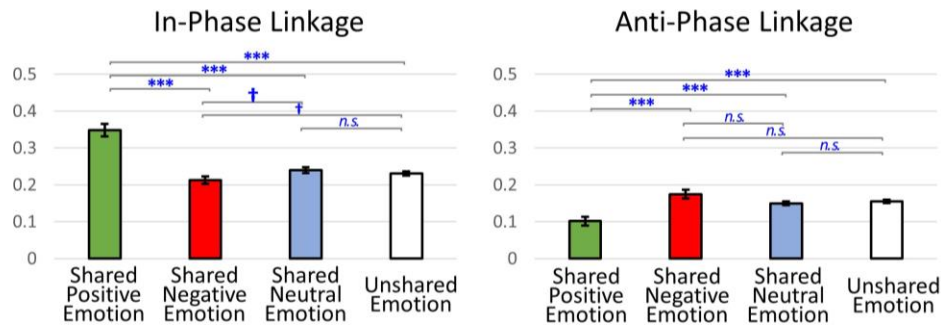 In-Phase Linkage
***
***
***
†
†
n.s.
0.5
0.4
0.3
0.2
0.1
0
Shared
Positive
Emotion
Shared
Negative
Emotion
Shared
Neutral
Emotion
Unshared
Emotion
Anti-Phase Linkage
***
***
***
n.s.
n.s.
n.s.
0.5
0.4
0.3
0.2
0.1
0
Shared
Positive
Emotion
Shared
Negative
Emotion
Shared
Neutral
Emotion
Unshared
Emotion